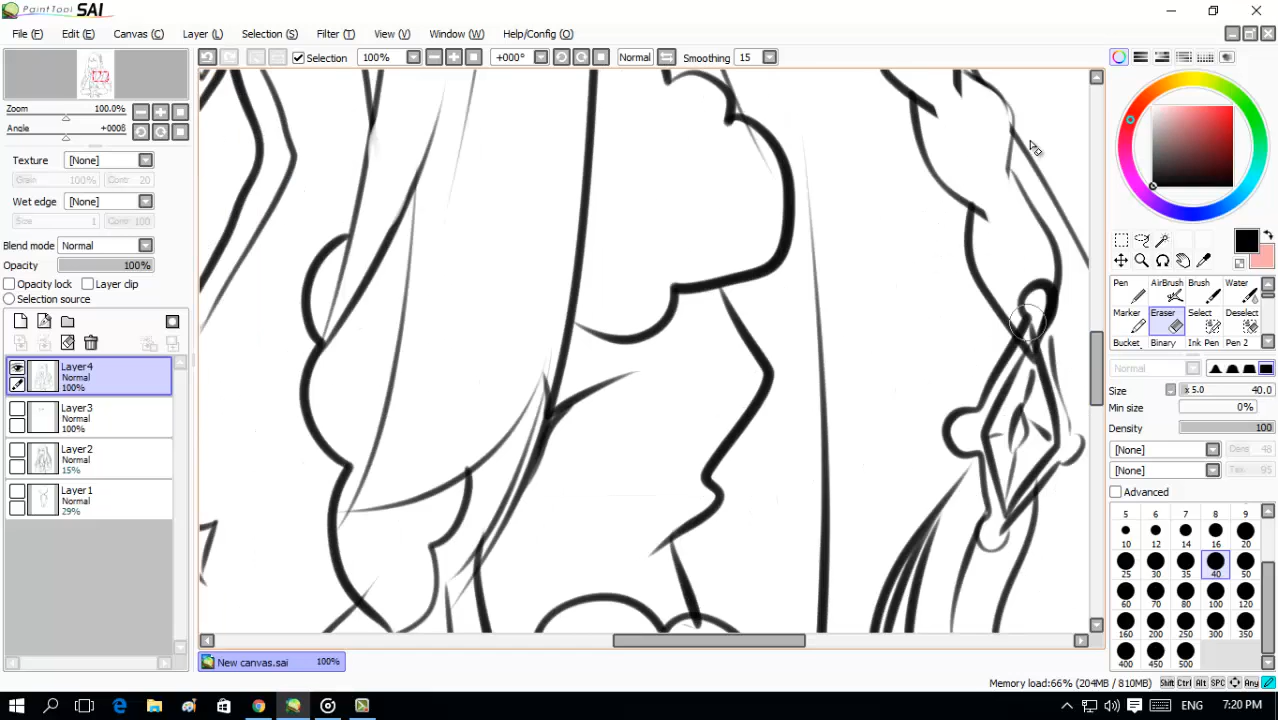 PaintTool SAI
File (F) Edit (E) Canvas (C) Layer (L) Selection (S) Filter (T) View (V) Window (W) Help/Config (O)
Selection 100% +000° Normal Smoothing 15
Zoom 100.0%
Angle +000ß
Texture [None]
Grain 100% Contr 20
Wet edge [None]
Size 1 Contr 100
Blend mode Normal
Opacity 100%
Opacity lock Layer clip
Selection source
Layer4
Normal
100%
Layer3
Normal
100%
Layer2
Normal
15%
Layer1
Normal
29%
Pen AirBrush Brush Water
Marker Eraser Select Deselect
Bucket Binary Ink Pen Pen 2
Normal
Size x 5.0 40.0
Min size 0%
Density 100
[None] Dens 48
[None] Tex 95
Advanced
5 6 7 8 9
10 12 14 16 20
25 30 35 40 50
60 70 80 100 120
160 200 250 300 350
400 450 500
New canvas.sai 100%
Memory load:66% (204MB / 810MB) Shift Ctrl Alt SPC Any
ENG 7:20 PM